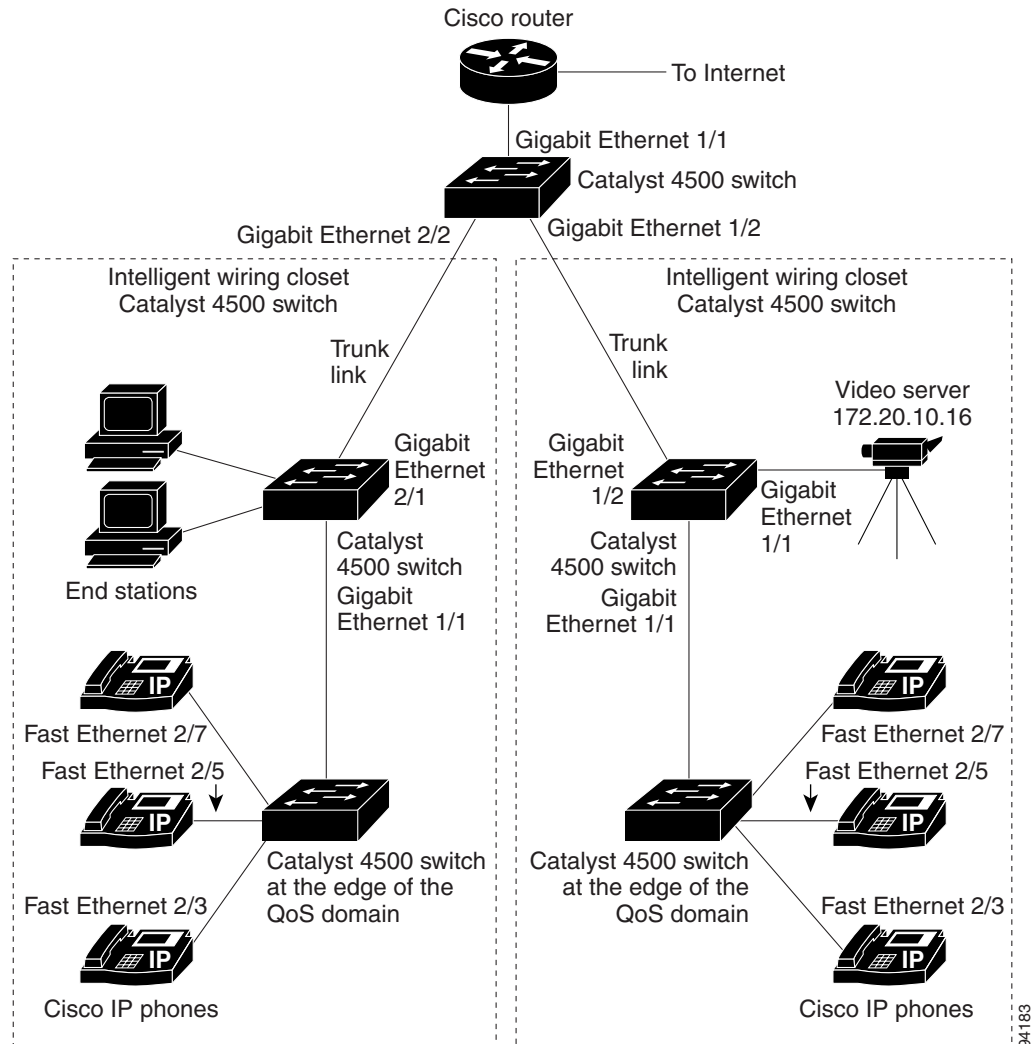 Cisco router
To Internet
Gigabit Ethernet 1/1
Catalyst 4500 switch
Gigabit Ethernet 2/2
Gigabit Ethernet 1/2
Intelligent wiring closet
Catalyst 4500 switch
Trunk
link
End stations
Gigabit
Ethernet
2/1
Catalyst
4500 switch
Gigabit
Ethernet 1/1
IP
Fast Ethernet 2/7
Fast Ethernet 2/5
IP
Fast Ethernet 2/3
IP
Cisco IP phones
Catalyst 4500 switch
at the edge of the
QoS domain
Intelligent wiring closet
Catalyst 4500 switch
Trunk
link
Video server
172.20.10.16
Gigabit
Ethernet
1/2
Gigabit
Ethernet
1/1
Catalyst
4500 switch
Gigabit
Ethernet 1/1
IP
Fast Ethernet 2/7
Fast Ethernet 2/5
IP
Catalyst 4500 switch
at the edge of the
QoS domain
Fast Ethernet 2/3
IP
Cisco IP phones
94183